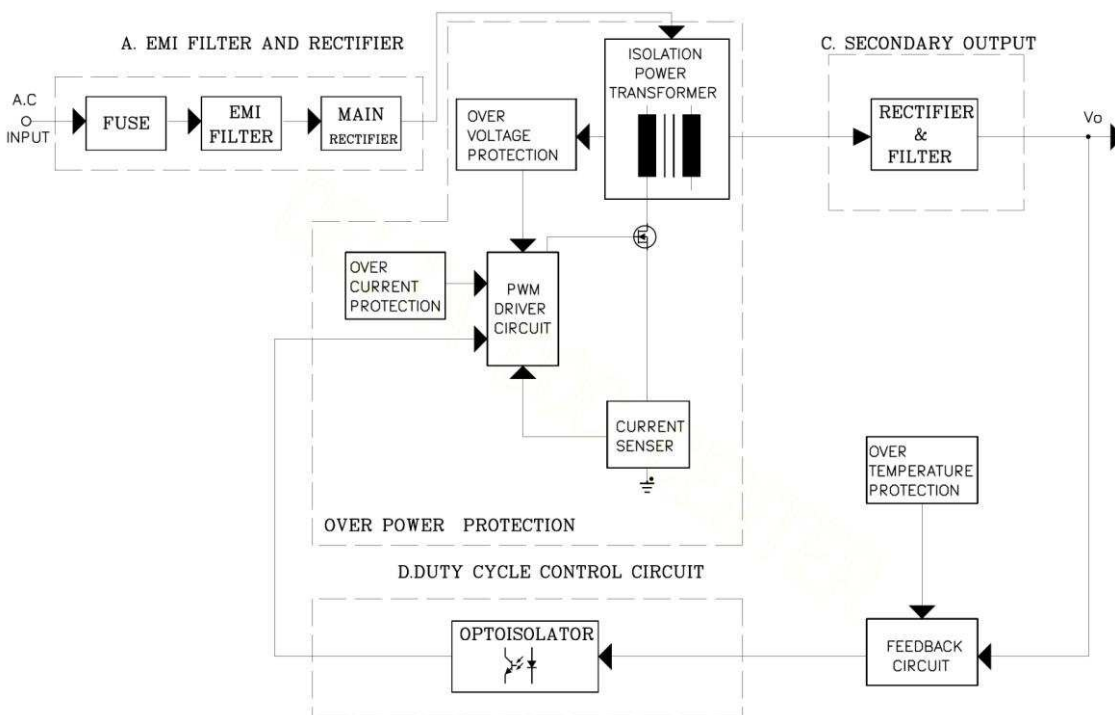 A. EMI FILTER AND RECTIFIER
A.C
INPUT
FUSE
EMI
FILTER
MAIN
RECTIFIER
OVER
VOLTAGE
PROTECTION
ISOLATION
POWER
TRANSFORMER
C. SECONDARY OUTPUT
RECTIFIER
&
FILTER
Vo
OVER
CURRENT
PROTECTION
PWM
DRIVER
CIRCUIT
CURRENT
SENSER
OVER
TEMPERATURE
PROTECTION
OVER POWER PROTECTION
D.DUTY CYCLE CONTROL CIRCUIT
OPTOISOLATOR
FEEDBACK
CIRCUIT